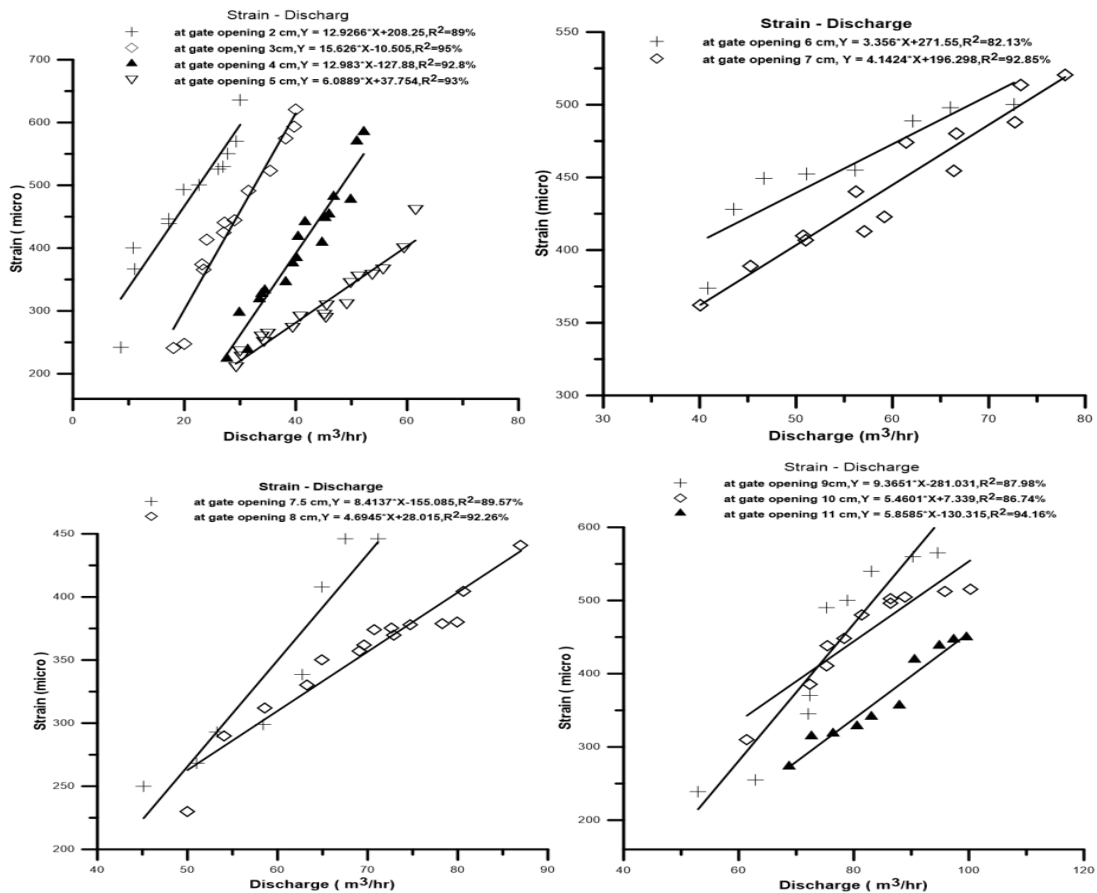 Strain - Discharg
at gate opening 2 cm,Y = 12.9266*X+208.25,R2=89%
at gate opening 3cm,Y = 15.626*X-10.505,R2=95%
at gate opening 4 cm,Y = 12.983*X-127.88,R2=92.8%
at gate opening 5 cm,Y = 6.0889*X+37.754,R2=93%
700
600
500
400
300
200
Strain ( micro)
0
20
40
60
80
Discharge ( m3/hr)
Strain - Discharge
at gate opening 6 cm,Y = 3.356*X+271.55,R2=82.13%
at gate opening 7 cm, Y = 4.1424*X+196.298,R2=92.85%
550
500
450
400
350
300
Strain (micro)
30
40
50
60
70
80
Discharge (m3/hr)
Strain - Discharge
at gate opening 7.5 cm,Y = 8.4137*X-155.085,R2=89.57%
at gate opening 8 cm,Y = 4.6945*X+28.015,R2=92.26%
450
400
350
300
250
200
Strain ( micro)
40
50
60
70
80
90
Discharge ( m3/hr)
Strain - Discharge
at gate opening 9cm,Y = 9.3651*X-281.031,R2=87.98%
at gate opening 10 cm,Y = 5.4601*X+7.339,R2=86.74%
at gate opening 11 cm,Y = 5.8585*X-130.315,R2=94.16%
600
500
400
300
200
160
Strain ( micro)
40
60
80
100
120
Discharge ( m3/hr)